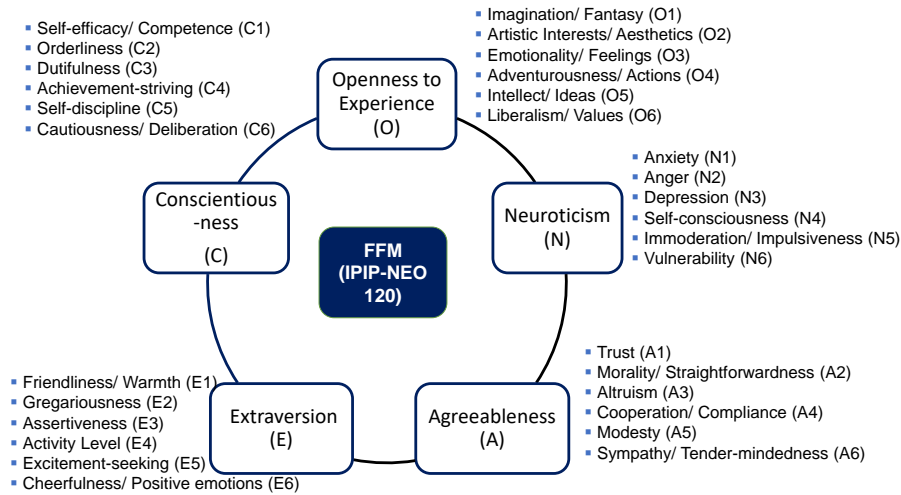 Self-efficacy/ Competence (C1)
Orderliness (C2)
Dutifulness (C3)
Achievement-striving (C4)
Self-discipline (C5)
Cautiousness/ Deliberation (C6)
Openness to
Experience
(O)
Imagination/ Fantasy (O1)
Artistic Interests/ Aesthetics (O2)
Emotionality/ Feelings (O3)
Adventurousness/ Actions (O4)
Intellect/ Ideas (O5)
Liberalism/ Values (O6)
Conscientious
-ness
(C)
FFM
(IPIP-NEO
120)
Neuroticism
(N)
Anxiety (N1)
Anger (N2)
Depression (N3)
Self-consciousness (N4)
Immoderation/ Impulsiveness (N5)
Vulnerability (N6)
Friendliness/ Warmth (E1)
Gregariousness (E2)
Assertiveness (E3)
Activity Level (E4)
Excitement-seeking (E5)
Cheerfulness/ Positive emotions (E6)
Extraversion
(E)
Agreeableness
(A)
Trust (A1)
Morality/ Straightforwardness (A2)
Altruism (A3)
Cooperation/ Compliance (A4)
Modesty (A5)
Sympathy/ Tender-mindedness (A6)